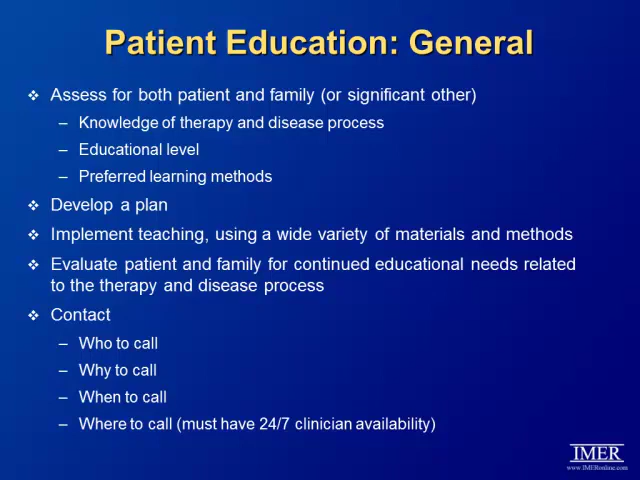 Patient Education: General
❖ Assess for both patient and family (or significant other)
– Knowledge of therapy and disease process
– Educational level
– Preferred learning methods
❖ Develop a plan
❖ Implement teaching, using a wide variety of materials and methods
❖ Evaluate patient and family for continued educational needs related
to the therapy and disease process
❖ Contact
– Who to call
– Why to call
– When to call
– Where to call (must have 24/7 clinician availability)
IMER
www.IMERonline.com